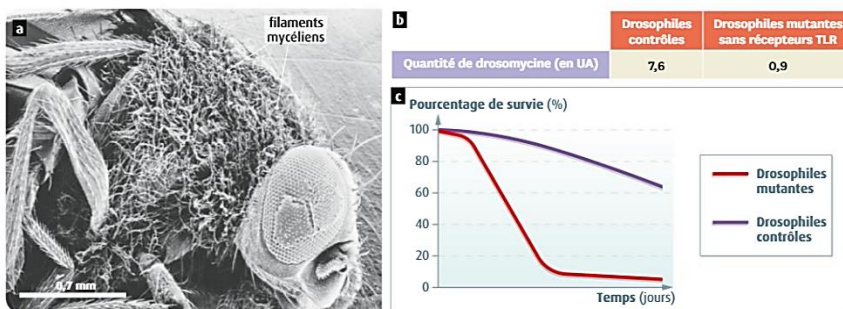 a
filaments
mycéliens
0,7 mm
b
Drosophiles
contrôles
Drosophiles mutantes
sans récepteurs TLR
Quantité de drosomycine (en UA)
7,6
0,9
c
Pourcentage de survie (%)
100
80
60
40
20
0
Temps (jours)
Drosophiles
mutantes
Drosophiles
contrôles